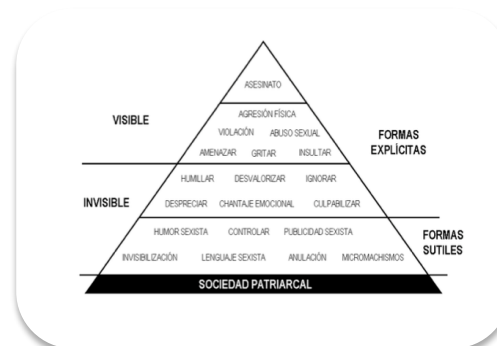 ASESINATO
AGRESIÓN FÍSICA
VISIBLE
VIOLACIÓN ABUSO SEXUAL
FORMAS
EXPLÍCITAS
AMENAZAR GRITAR INSULTAR
HUMILLAR DESVALORIZAR IGNORAR
INVISIBLE
DESPRECIAR CHANTAJE EMOCIONAL CULPABILIZAR
HUMOR SEXISTA CONTROLAR PUBLICIDAD SEXISTA
FORMAS
SUTILES
INVISIBILIZACIÓN LENGUAJE SEXISTA ANULACIÓN MICROMACHISMOS
SOCIEDAD PATRIARCAL